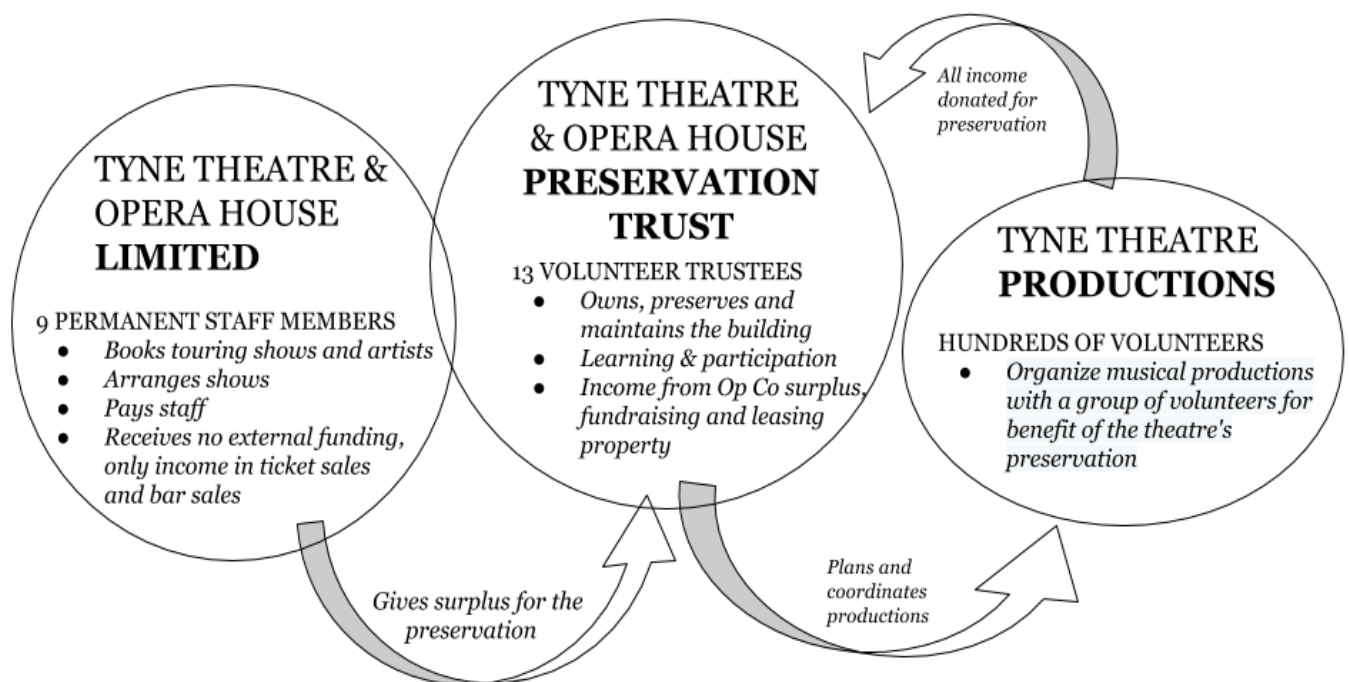 TYNE THEATRE &
OPERA HOUSE
LIMITED
9 PERMANENT STAFF MEMBERS
● Books touring shows and artists
● Arranges shows
● Pays staff
● Receives no external funding,
only income in ticket sales
and bar sales
Gives surplus for the
preservation
TYNE THEATRE
& OPERA HOUSE
PRESERVATION
TRUST
13 VOLUNTEER TRUSTEES
● Owns, preserves and
maintains the building
● Learning & participation
● Income from Op Co surplus,
fundraising and leasing
property
Plans and
coordinates
productions
All income
donated for
preservation
TYNE THEATRE
PRODUCTIONS
HUNDREDS OF VOLUNTEERS
● Organize musical productions
with a group of volunteers for
benefit of the theatre's
preservation